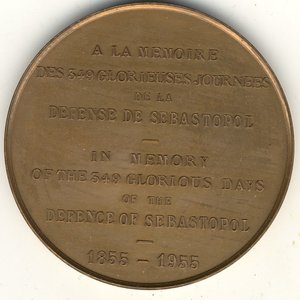 A LA MEMOIRE
DES 349 GLORIEUSES JOURNEES
DE LA
DEFENSE DE SEBASTOPOL
—
IN MEMORY
OF THE 349 GLORIOUS DAYS
OF THE
DEFENCE OF SEBASTOPOL
—
1855 – 1955